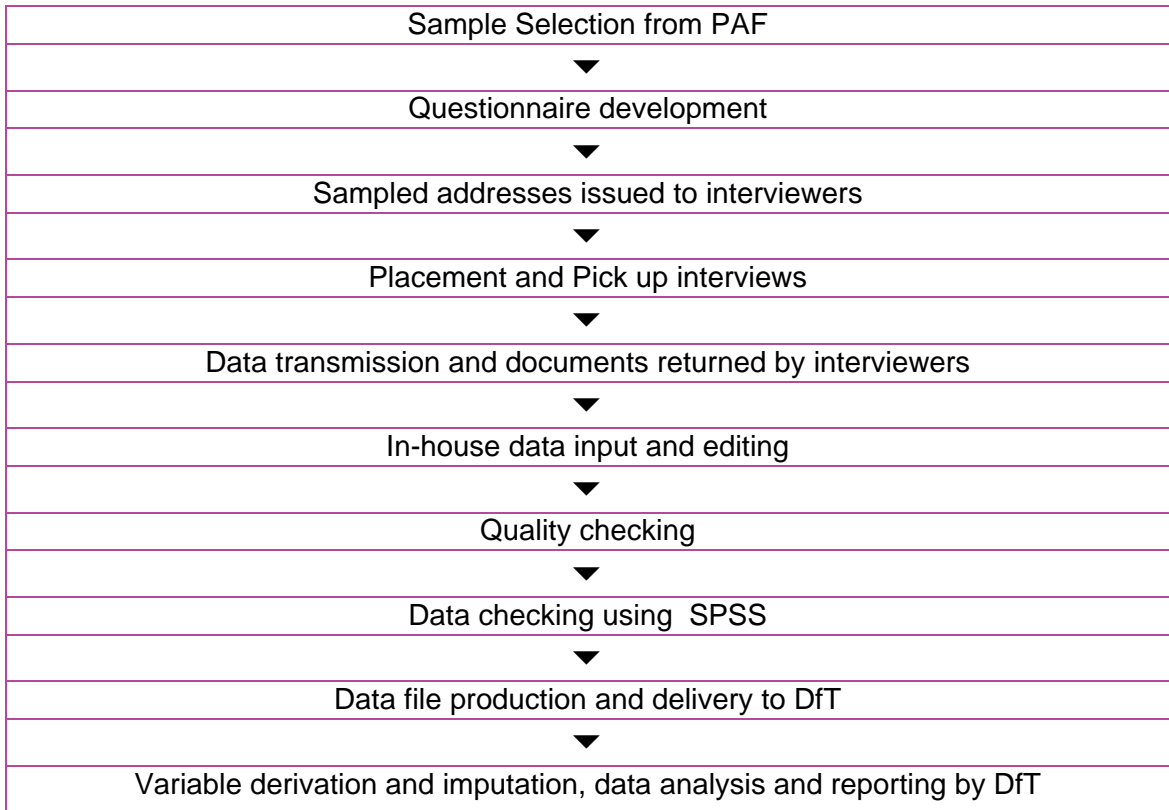 Sample Selection from PAF
Questionnaire development
Sampled addresses issued to interviewers
Placement and Pick up interviews
Data transmission and documents returned by interviewers
In-house data input and editing
Quality checking
Data checking using  SPSS
Data file production and delivery to DfT
Variable derivation and imputation, data analysis and reporting by DfT